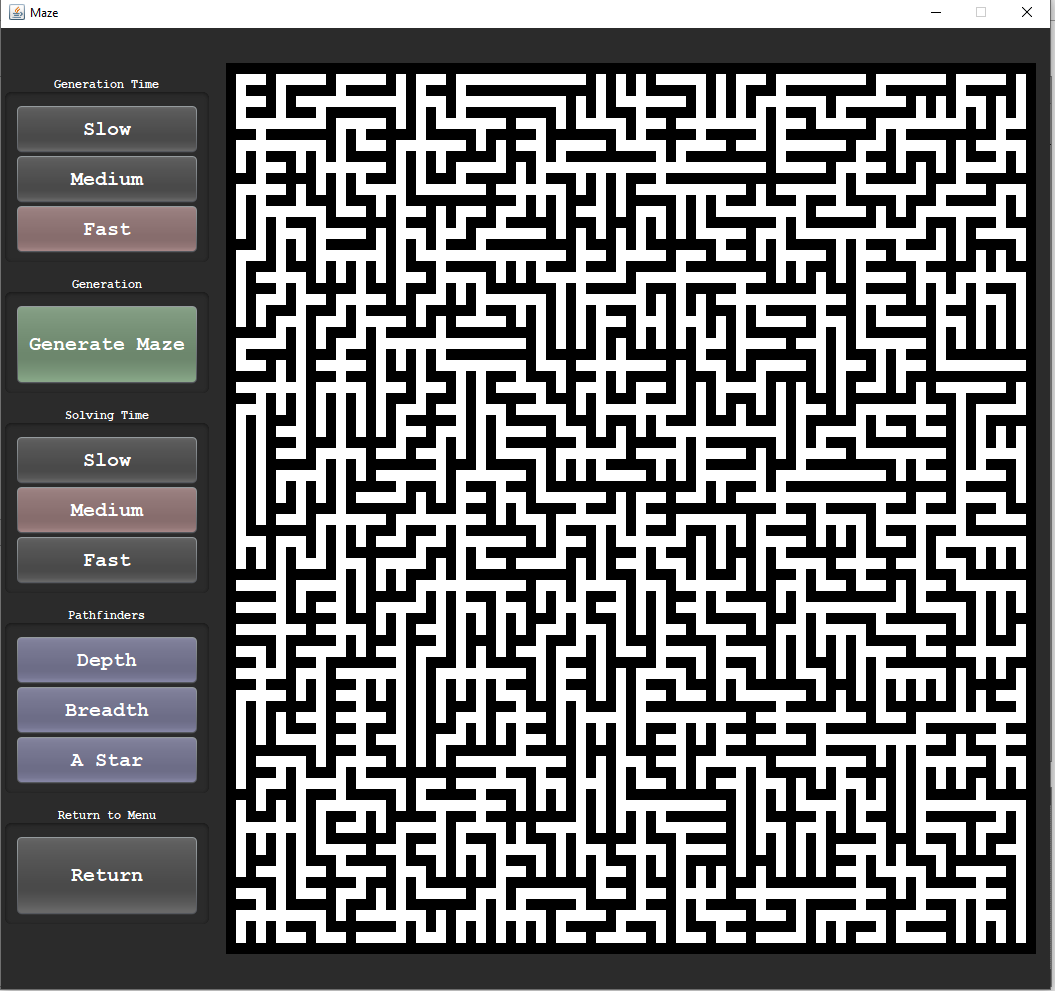 Maze
Generation Time
Slow
Medium
Fast
Generation
Generate Maze
Solving Time
Slow
Medium
Fast
Pathfinders
Depth
Breadth
A Star
Return to Menu
Return